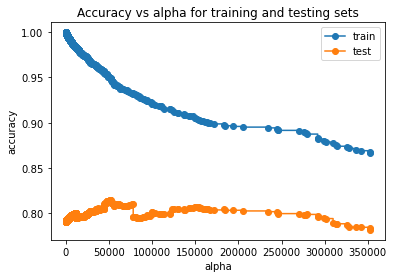 Accuracy vs alpha for training and testing sets
train
test
accuracy
1.00
0.95
0.90
0.85
0.80
0 50000 100000 150000 200000 250000 300000 350000
alpha